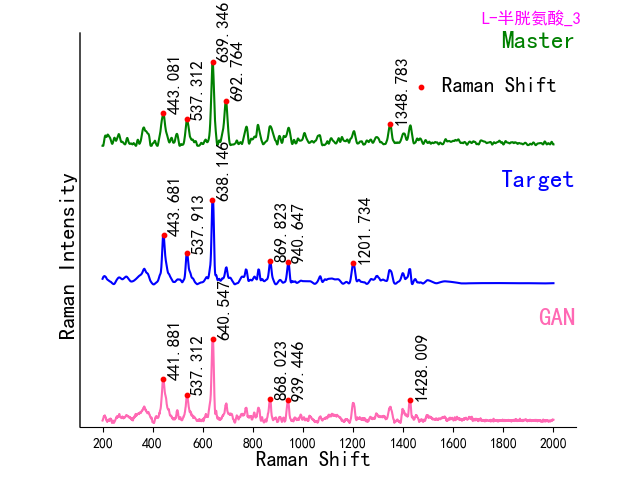 L-半胱氨酸_3
Master
Raman Shift
443.081
537.312
639.346
692.764
1348.783
Target
443.681
537.913
638.146
869.823
940.647
1201.734
GAN
441.881
537.312
640.547
868.023
939.446
1428.009
Raman Intensity
200 400 600 800 1000 1200 1400 1600 1800 2000
Raman Shift